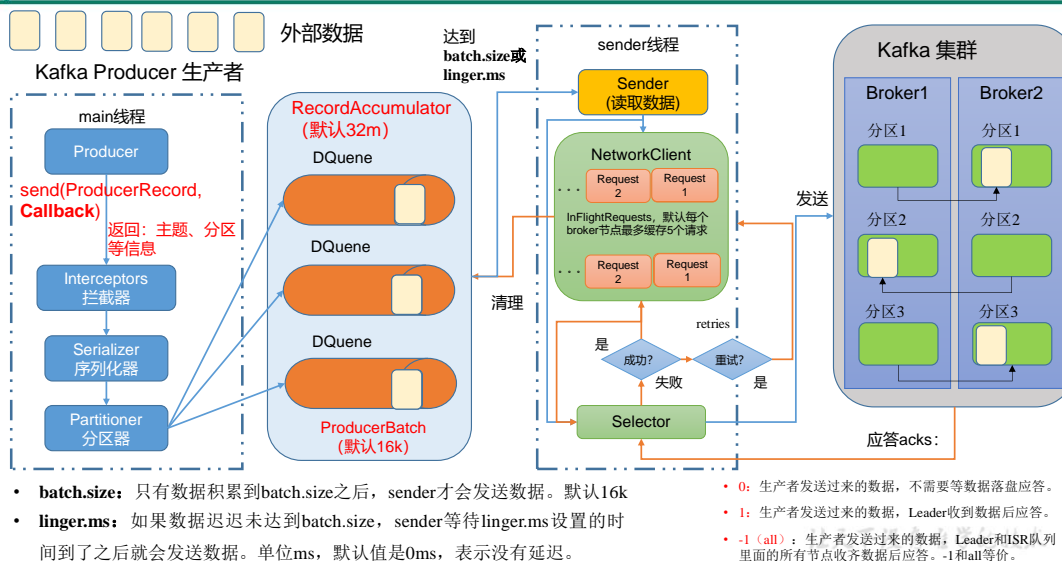 外部数据
Kafka Producer 生产者
main线程
Producer
send(ProducerRecord,
Callback)
返回：主题、分区
等信息
Interceptors
拦截器
Serializer
序列化器
Partitioner
分区器
RecordAccumulator
(默认32m)
DQuene
DQuene
DQuene
ProducerBatch
(默认16k)
达到
batch.size或
linger.ms
清理
sender线程
Sender
(读取数据)
NetworkClient
. . .
Request
2
Request
1
InFlightRequests，默认每个
broker节点最多缓存5个请求
. . .
Request
2
Request
1
retries
是
成功?
重试?
失败
是
Selector
发送
Kafka 集群
Broker1
分区1
分区2
分区3
Broker2
分区1
分区2
分区3
应答acks：
• batch.size：只有数据积累到batch.size之后，sender才会发送数据。默认16k
• linger.ms：如果数据迟迟未达到batch.size，sender等待linger.ms设置的时
间到了之后就会发送数据。单位ms，默认值是0ms，表示没有延迟。
• 0：生产者发送过来的数据，不需要等数据落盘应答。
• 1：生产者发送过来的数据，Leader收到数据后应答。
• -1（all）：生产者发送过来的数据，Leader和ISR队列
里面的所有节点收齐数据后应答。-1和all等价。